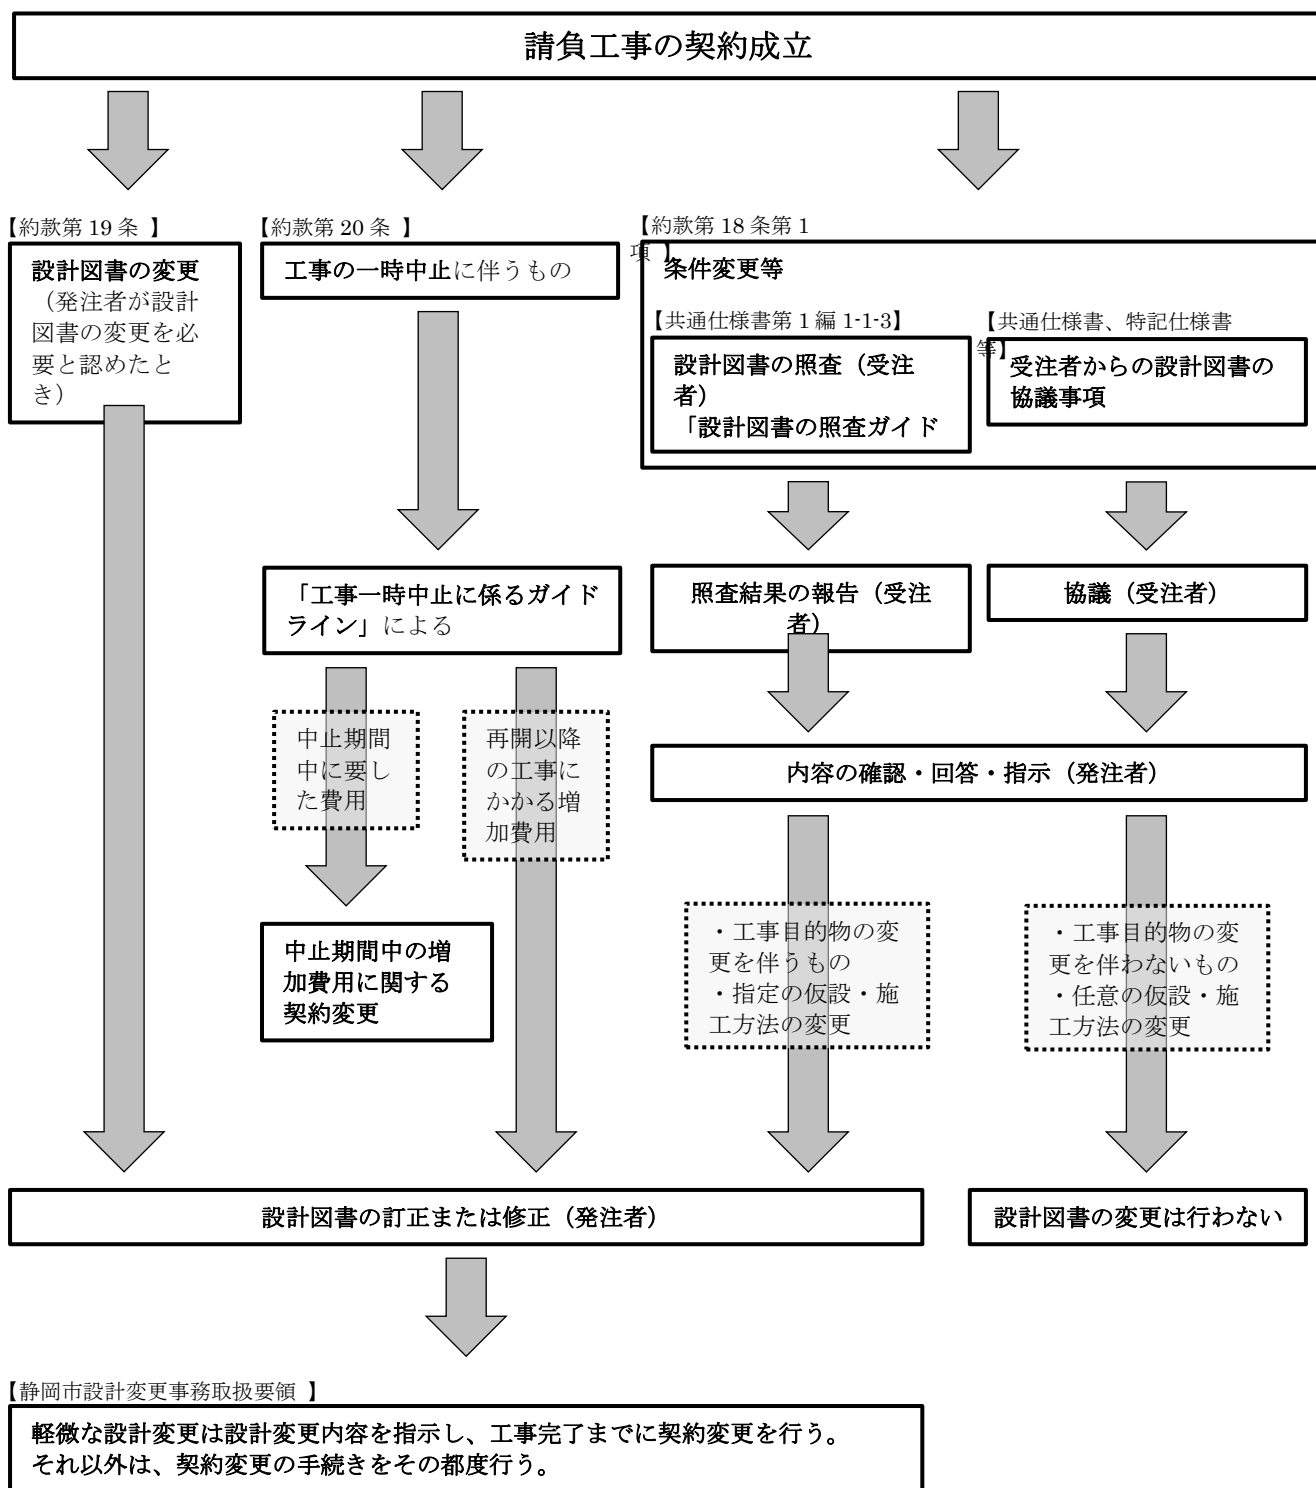 請負工事の契約成立
【約款第 19 条 】
設計図書の変更
（発注者が設計
図書の変更を必
要と認めたと
き）
【約款第 20 条 】
工事の一時中止に伴うもの
「工事一時中止に係るガイド
ライン」による
中止期間
中に要し
た費用
再開以降
の工事に
かかる増
加費用
中止期間中の増
加費用に関する
契約変更
【約款第 18 条第 1
項 】
条件変更等
【共通仕様書第 1 編 1-1-3】
設計図書の照査（受注
者）
「設計図書の照査ガイド
【共通仕様書、特記仕様書
等】
受注者からの設計図書の
協議事項
照査結果の報告（受注
者）
協議（受注者）
内容の確認・回答・指示（発注者）
・工事目的物の変
更を伴うもの
・指定の仮設・施
工方法の変更
・工事目的物の変
更を伴わないもの
・任意の仮設・施
工方法の変更
設計図書の訂正または修正（発注者）
設計図書の変更は行わない
【静岡市設計変更事務取扱要領 】
軽微な設計変更は設計変更内容を指示し、工事完了までに契約変更を行う。
それ以外は、契約変更の手続きをその都度行う。